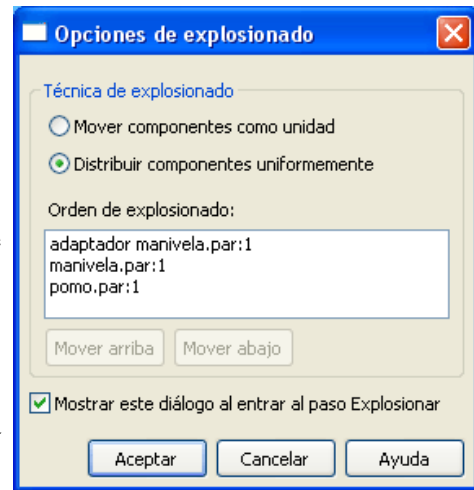 Opciones de explosionado
Técnica de explosionado
Mover componentes como unidad
Distribuir componentes uniformemente
Orden de explosionado:
adaptador manivela.par:1
manivela.par:1
pomo.par:1
Mover arriba Mover abajo
Mostrar este diálogo al entrar al paso Explosionar
Aceptar Cancelar Ayuda